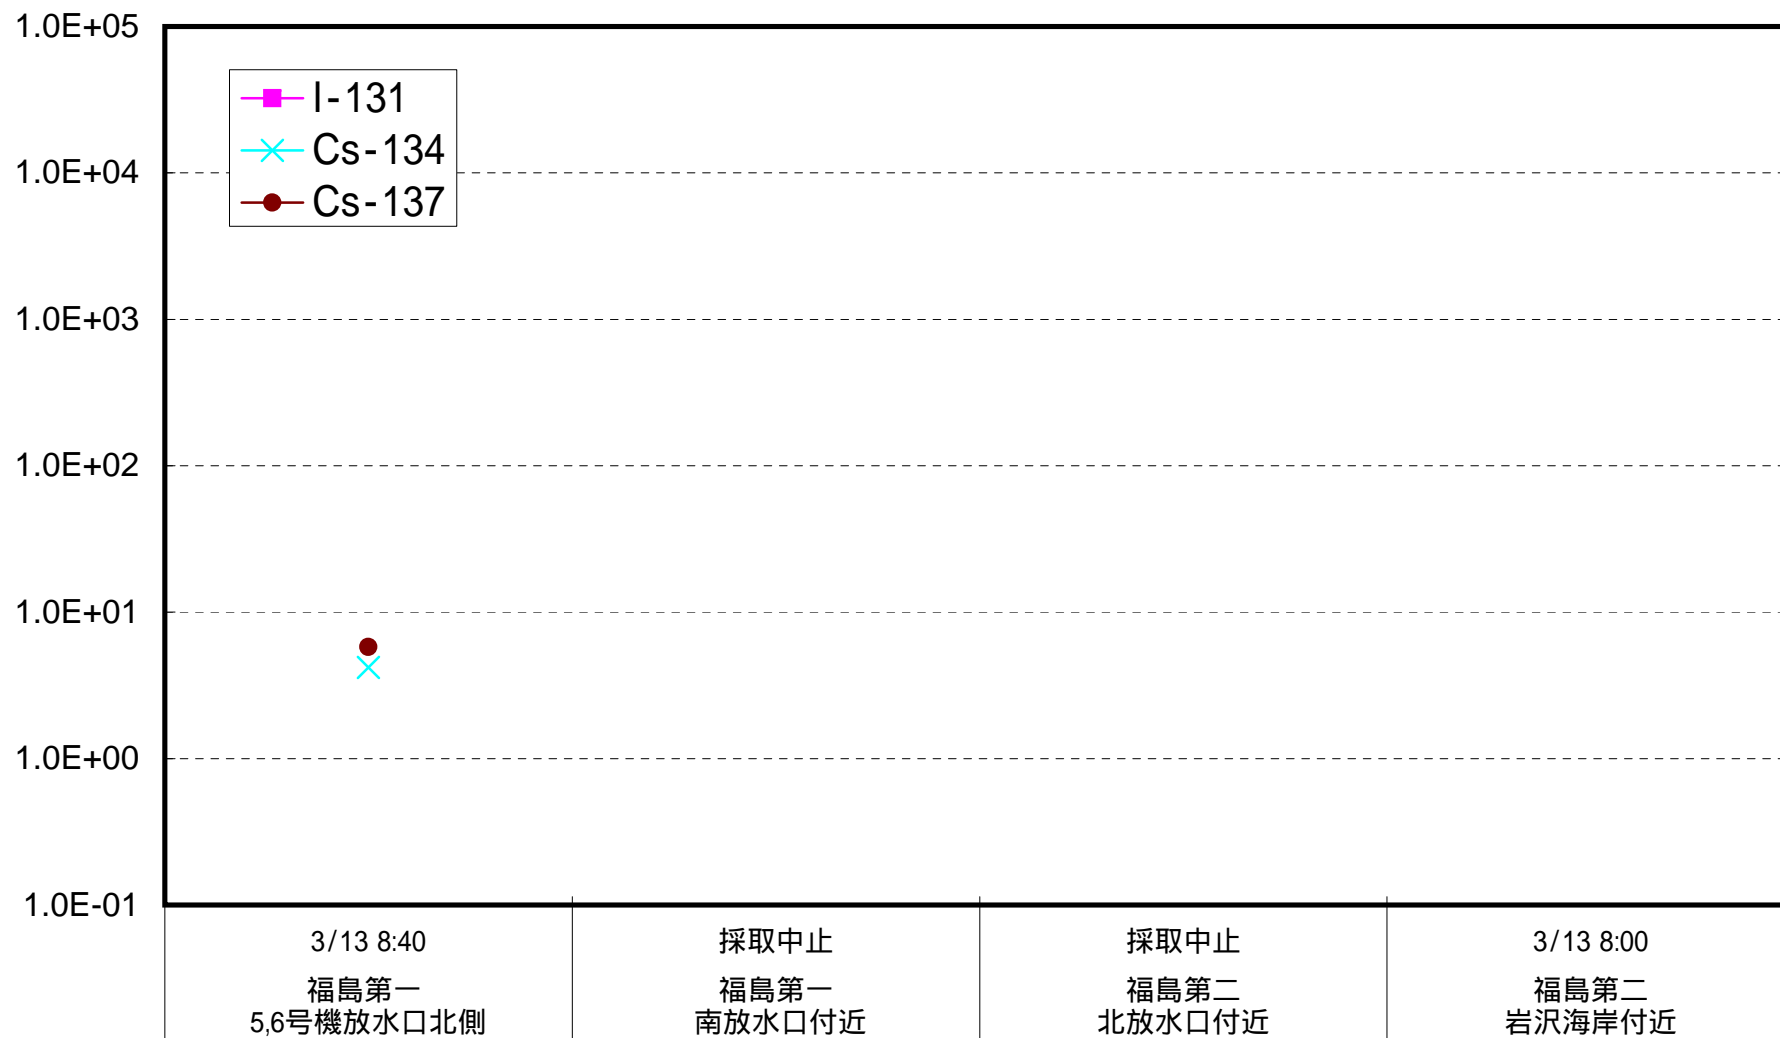 1.0E+05
1.0E+04
1.0E+03
1.0E+02
1.0E+01
1.0E+00
1.0E-01
I-131
Cs-134
Cs-137
3/13 8:40
福島第一
5,6号機放水口北側
採取中止
福島第一
南放水口付近
採取中止
福島第二
北放水口付近
3/13 8:00
福島第二
岩沢海岸付近